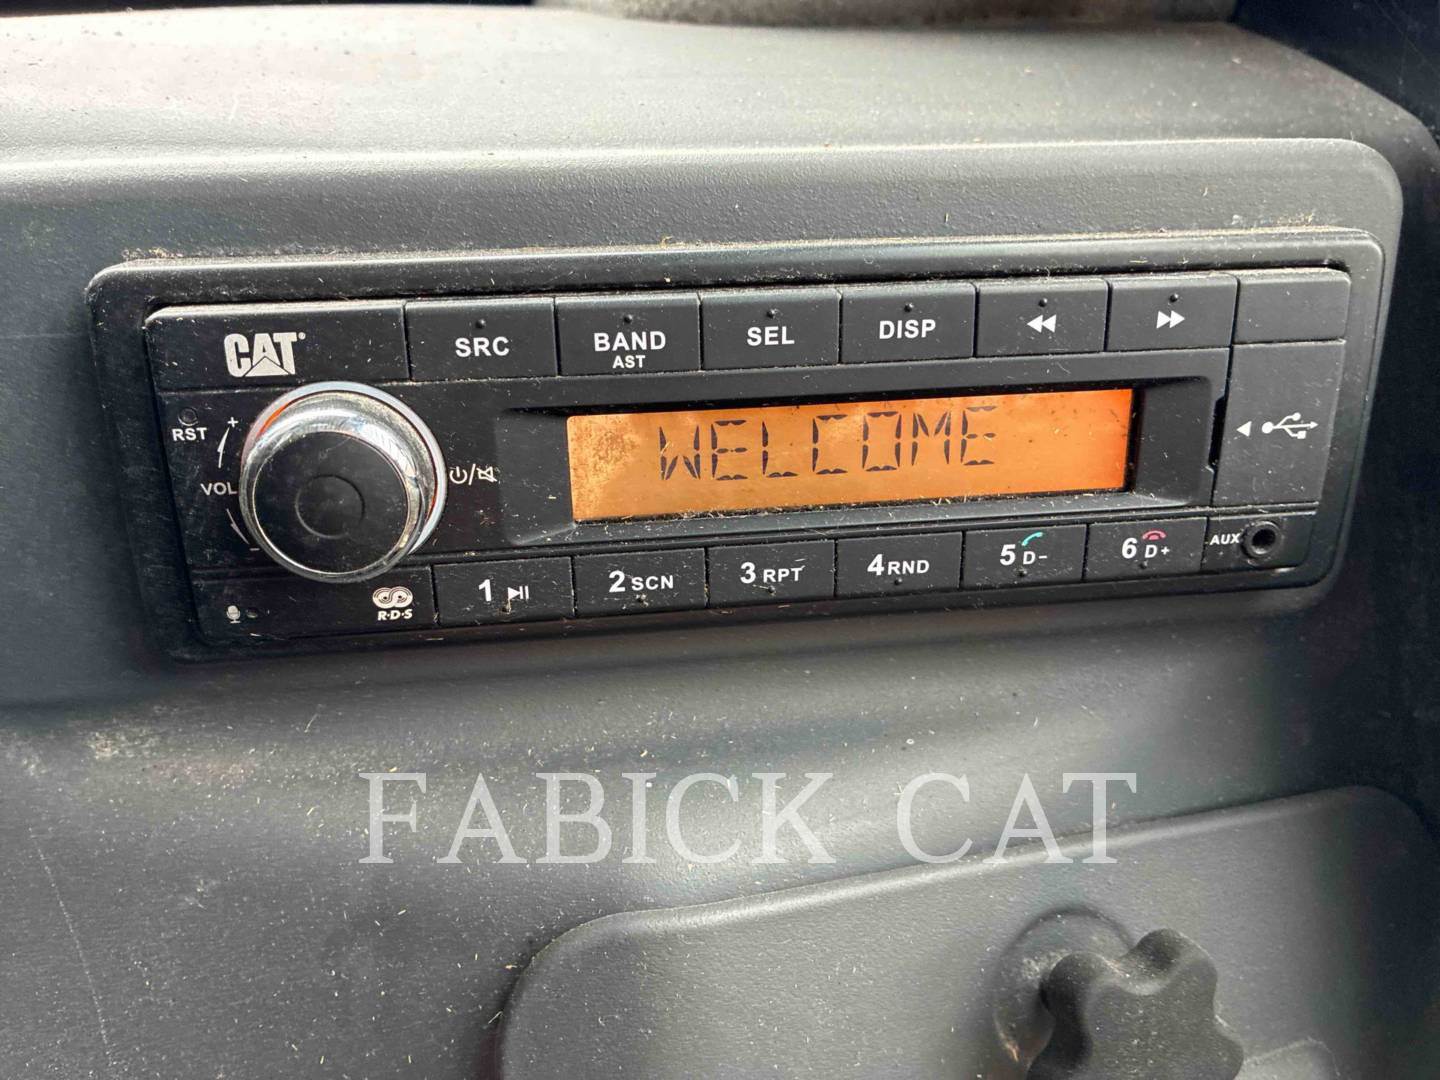 CAT®
SRC
BAND
AST
SEL
DISP
RST
+
VOL
-
WELCOME
1
2 SCN
3 RPT
4 RND
5 D-
6 D+
AUX
R·D·S
FABICK CAT